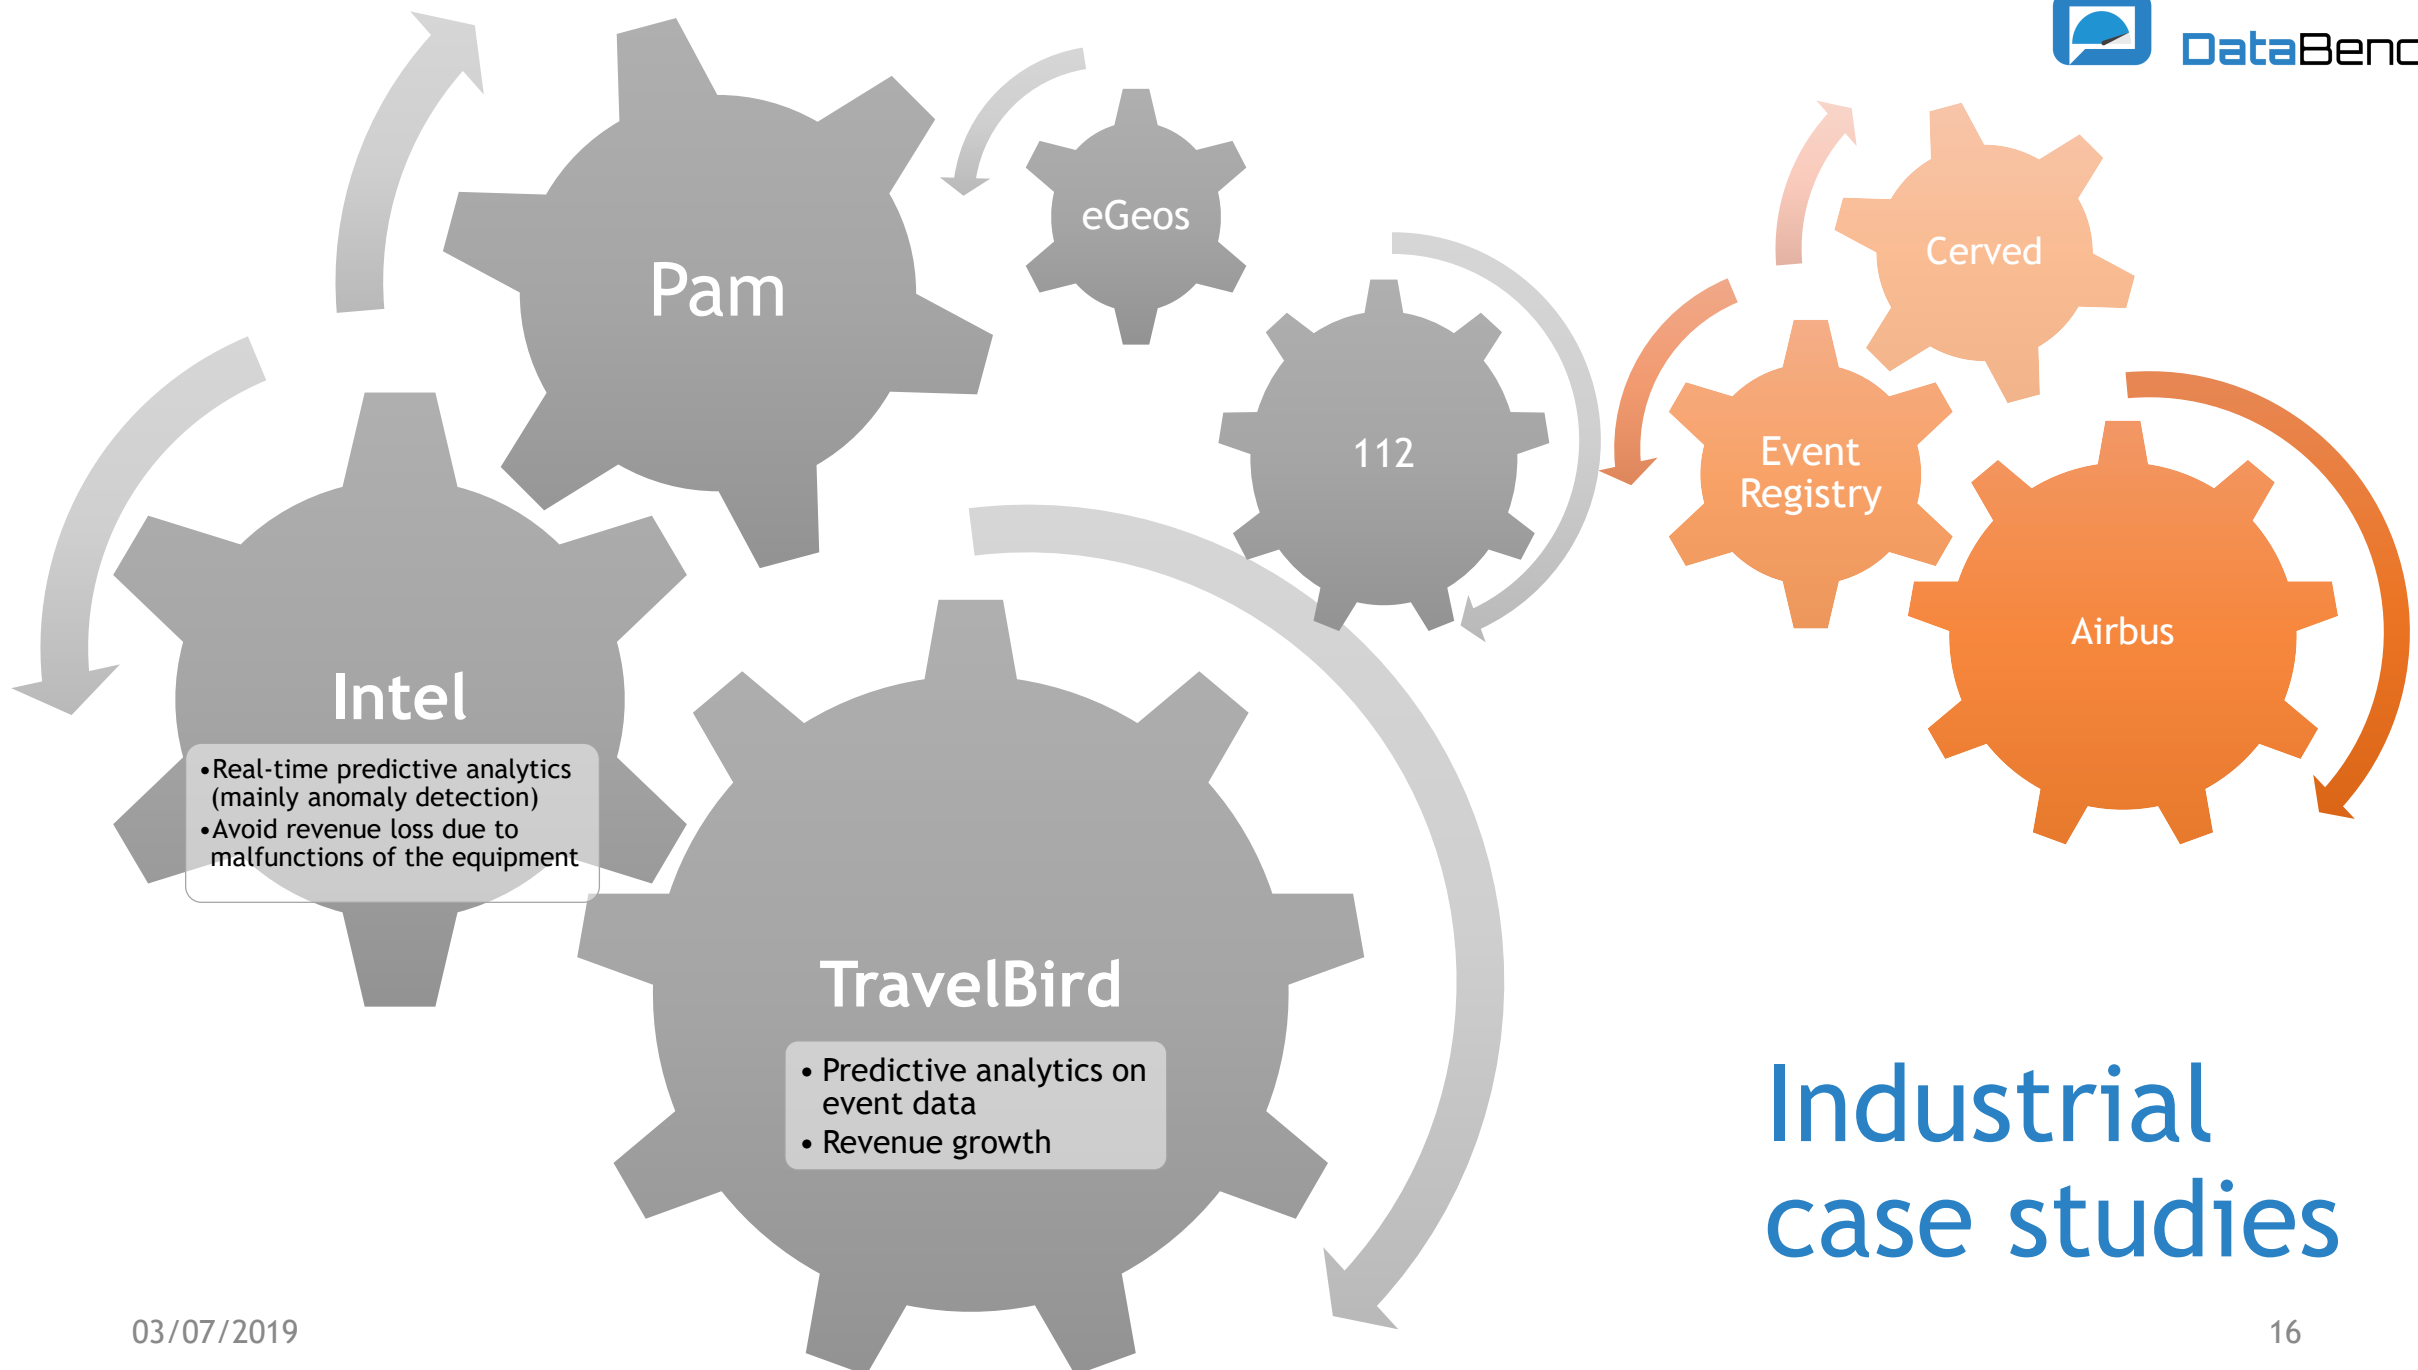 DataBenc
Pam
eGeos
Cerved
112
Event
Registry
Airbus
Intel
•Real-time predictive analytics
(mainly anomaly detection)
•Avoid revenue loss due to
malfunctions of the equipment
TravelBird
• Predictive analytics on
event data
• Revenue growth
Industrial
case studies
03/07/2019
16